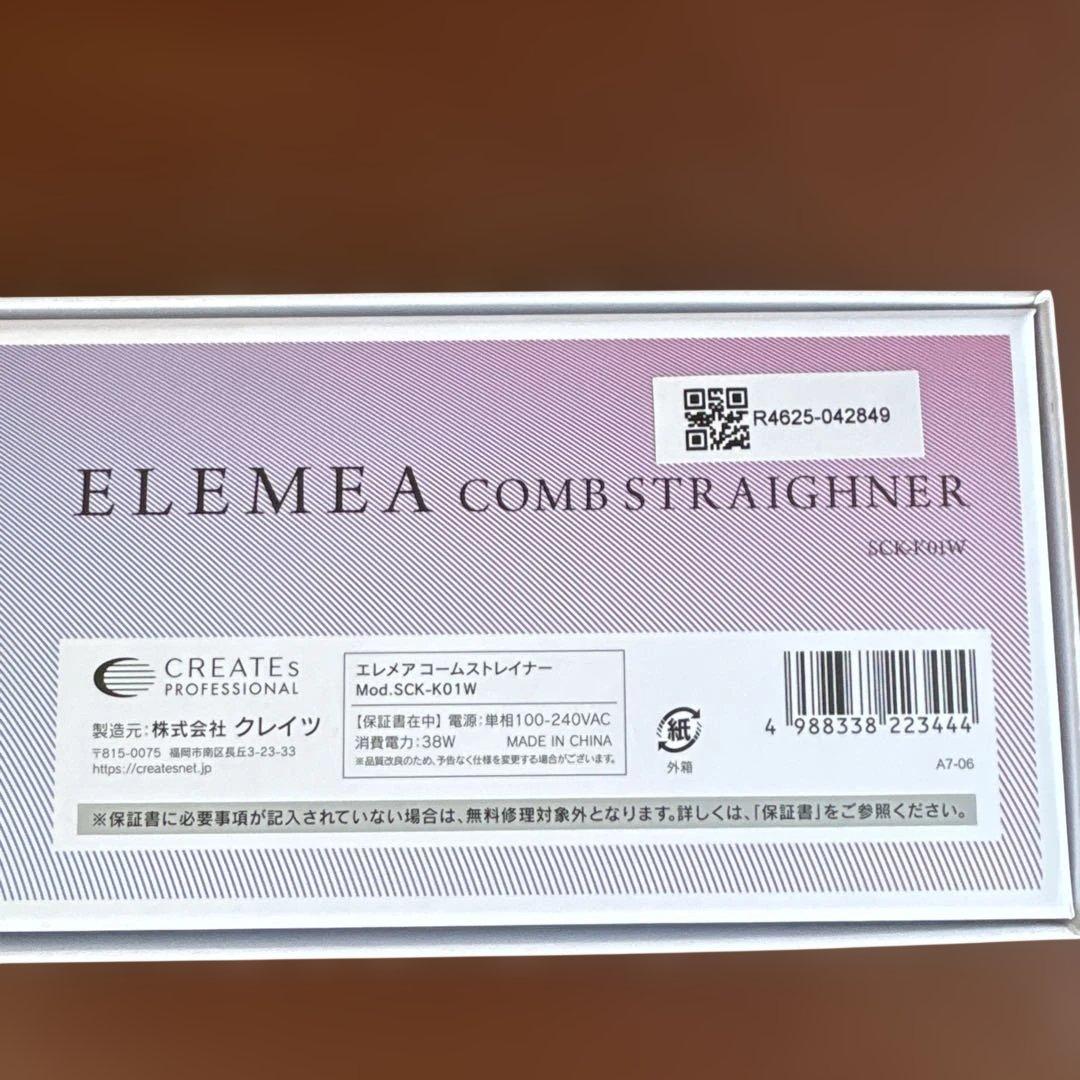 R4625-042849
ELEMEA COMB STRAIGHNER
SCK-K01W
CREATEs
PROFESSIONAL
製造元:株式会社 クレイツ
〒815-0075 福岡市南区長丘3-23-33
https://createsnet.jp
エレメア コームストレイナー
Mod.SCK-K01W
【保証書在中】電源:単相100-240VAC
消費電力:38W MADE IN CHINA
※品質改良のため、予告なく仕様を変更する場合がございます。
紙
外箱
4 988338 223444
A7-06
※保証書に必要事項が記入されていない場合は、無料修理対象外となります。詳しくは、「保証書」をご参照ください。